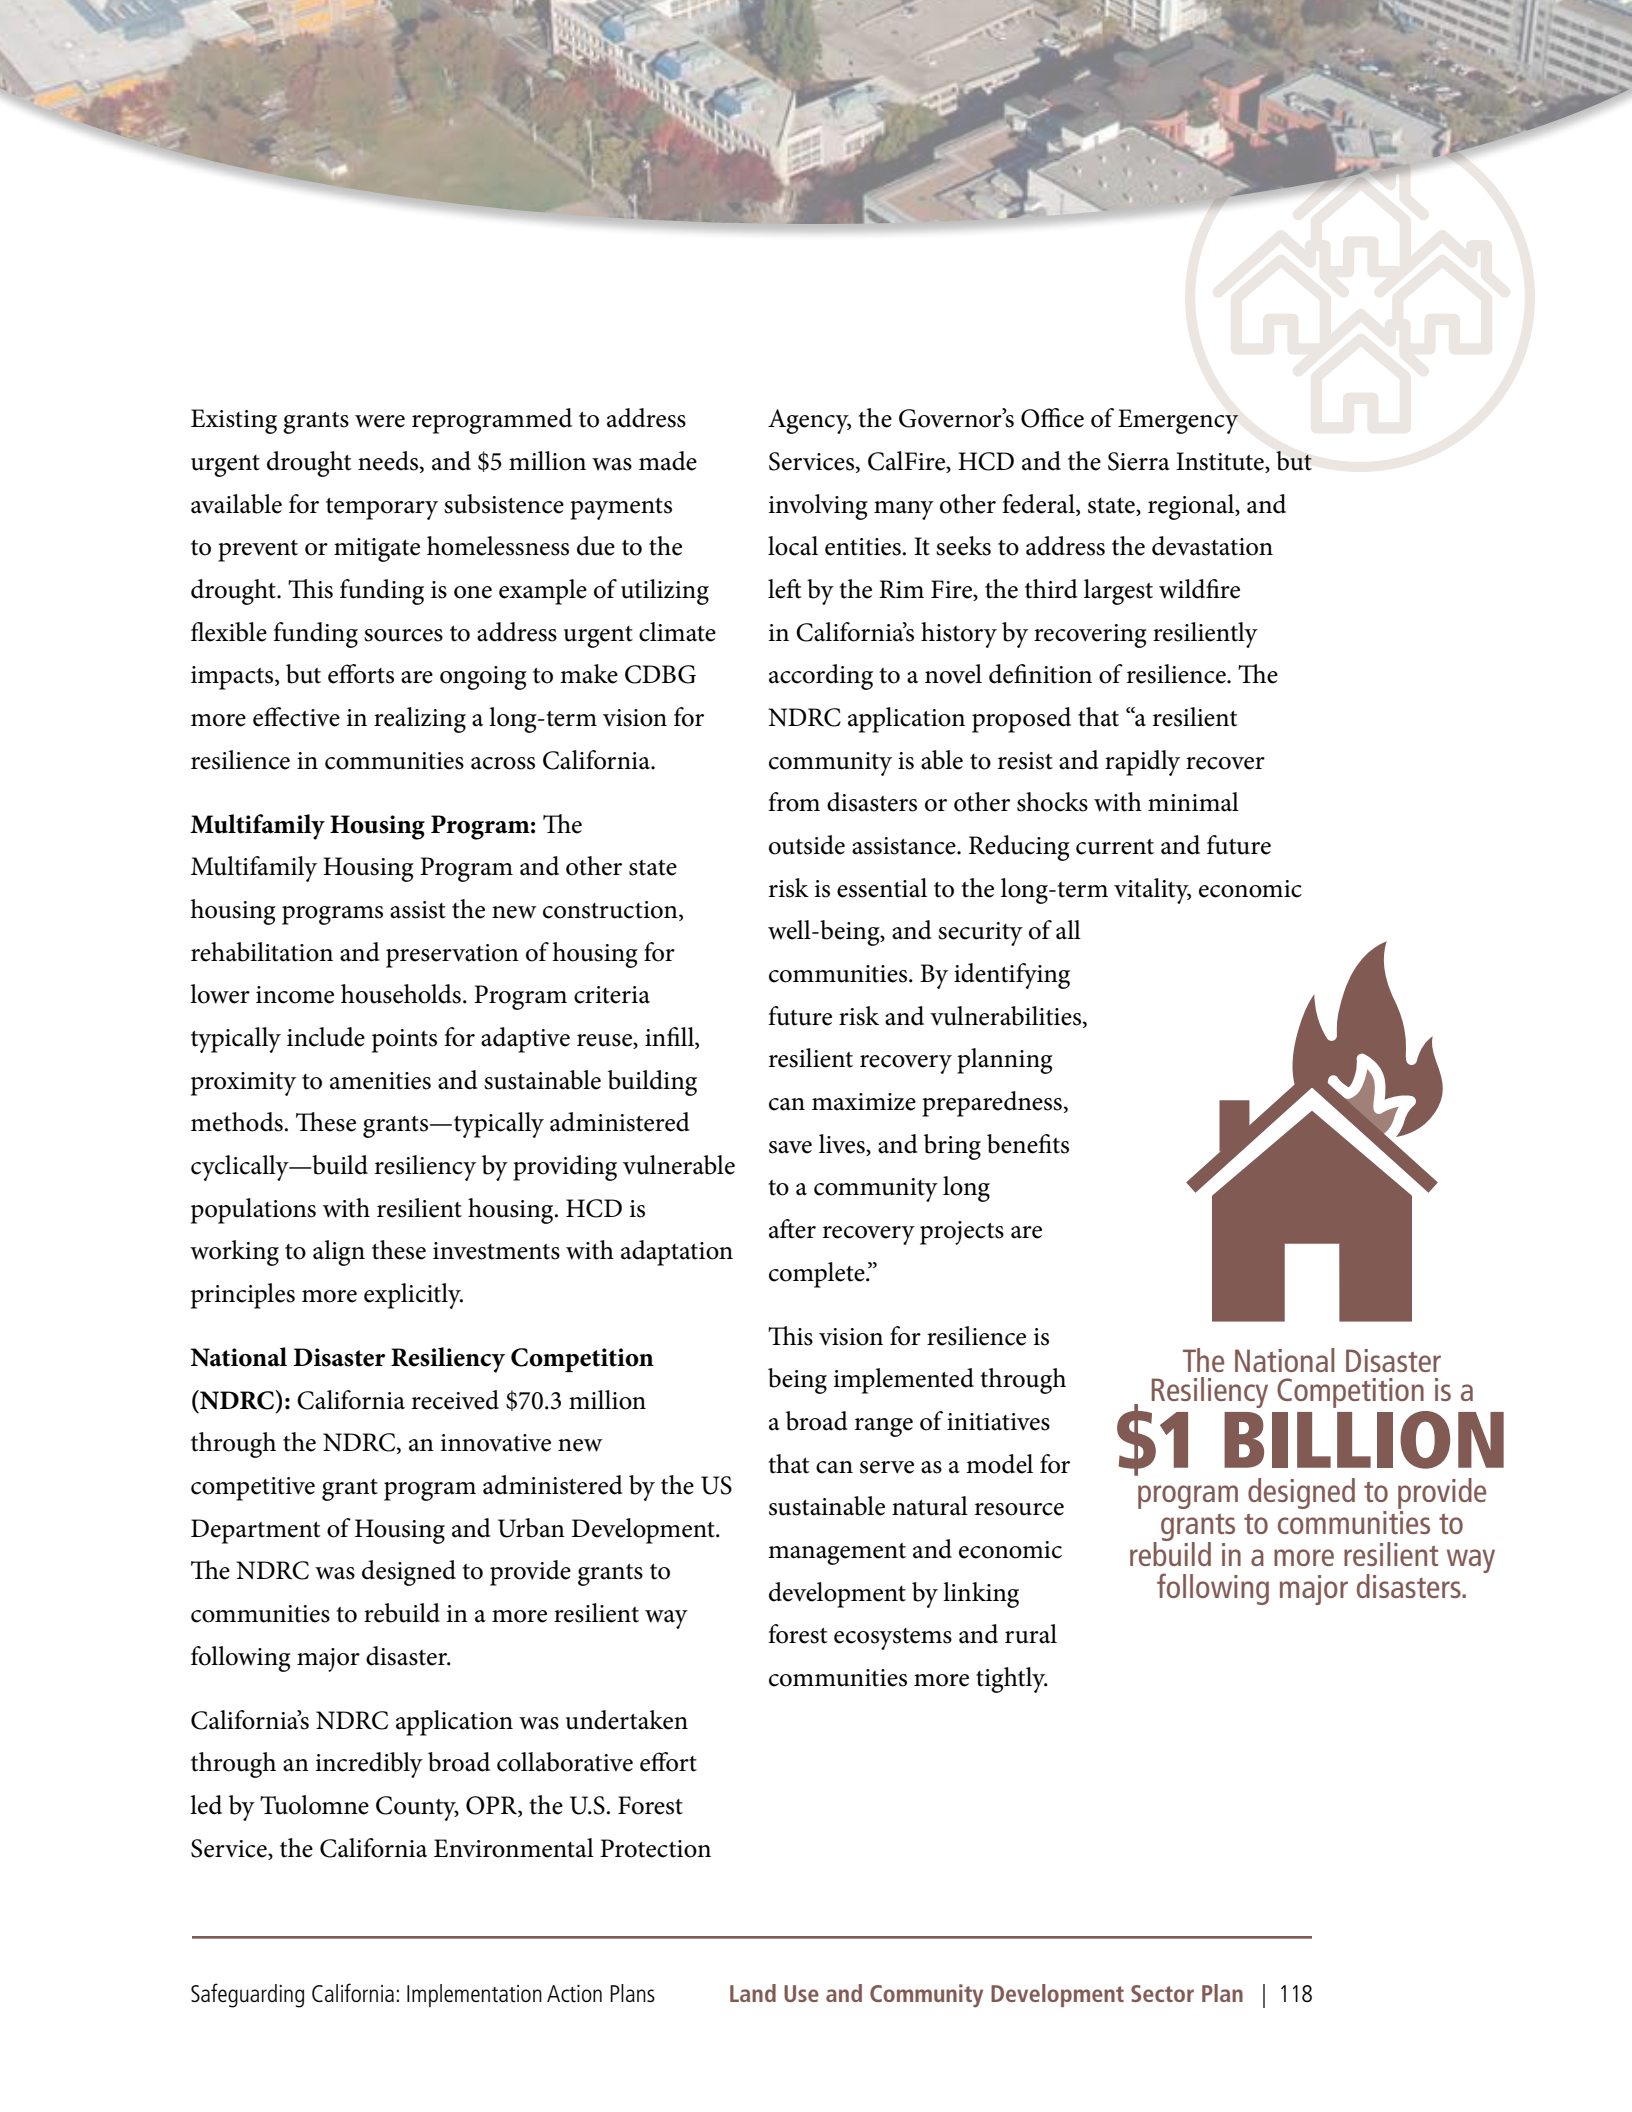 Existing grants were reprogrammed to address
urgent drought needs, and $5 million was made
available for temporary subsistence payments
to prevent or mitigate homelessness due to the
drought. This funding is one example of utilizing
flexible funding sources to address urgent climate
impacts, but efforts are ongoing to make CDBG
more effective in realizing a long-term vision for
resilience in communities across California.
Multifamily Housing Program: The
Multifamily Housing Program and other state
housing programs assist the new construction,
rehabilitation and preservation of housing for
lower income households. Program criteria
typically include points for adaptive reuse, infill,
proximity to amenities and sustainable building
methods. These grants—typically administered
cyclically—build resiliency by providing vulnerable
populations with resilient housing. HCD is
working to align these investments with adaptation
principles more explicitly.
National Disaster Resiliency Competition
(NDRC): California received $70.3 million
through the NDRC, an innovative new
competitive grant program administered by the US
Department of Housing and Urban Development.
The NDRC was designed to provide grants to
communities to rebuild in a more resilient way
following major disaster.
California’s NDRC application was undertaken
through an incredibly broad collaborative effort
led by Tuolomne County, OPR, the U.S. Forest
Service, the California Environmental Protection
Agency, the Governor’s Office of Emergency
Services, CalFire, HCD and the Sierra Institute, but
involving many other federal, state, regional, and
local entities. It seeks to address the devastation
left by the Rim Fire, the third largest wildfire
in California’s history by recovering resiliently
according to a novel definition of resilience. The
NDRC application proposed that “a resilient
community is able to resist and rapidly recover
from disasters or other shocks with minimal
outside assistance. Reducing current and future
risk is essential to the long-term vitality, economic
well-being, and security of all
communities. By identifying
future risk and vulnerabilities,
resilient recovery planning
can maximize preparedness,
save lives, and bring benefits
to a community long
after recovery projects are
complete.”
This vision for resilience is
being implemented through
a broad range of initiatives
that can serve as a model for
sustainable natural resource
management and economic
development by linking
forest ecosystems and rural
communities more tightly.
The National Disaster
Resiliency Competition is a
$1 BILLION
program designed to provide
grants to communities to
rebuild in a more resilient way
following major disasters.
Safeguarding California: Implementation Action Plans
Land Use and Community Development Sector Plan | 118